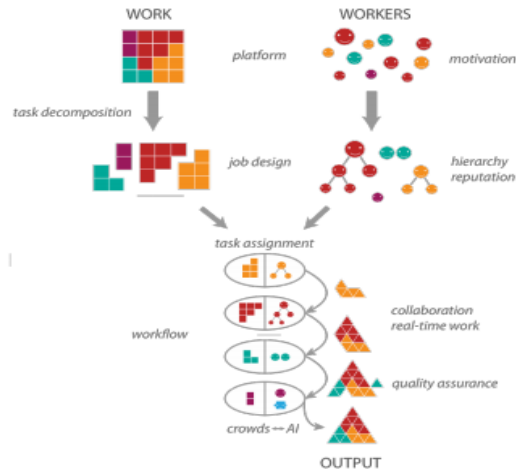 WORK
WORKERS
platform
motivation
task decomposition
job design
hierarchy
reputation
task assignment
workflow
collaboration
real-time work
quality assurance
crowds ↔ AI
OUTPUT